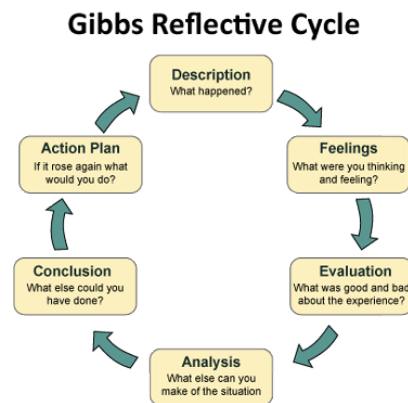 Gibbs Reflective Cycle
Description
What happened?
Feelings
What were you thinking
and feeling?
Evaluation
What was good and bad
about the experience?
Analysis
What else can you
make of the situation
Conclusion
What else could you
have done?
Action Plan
If it rose again what
would you do?